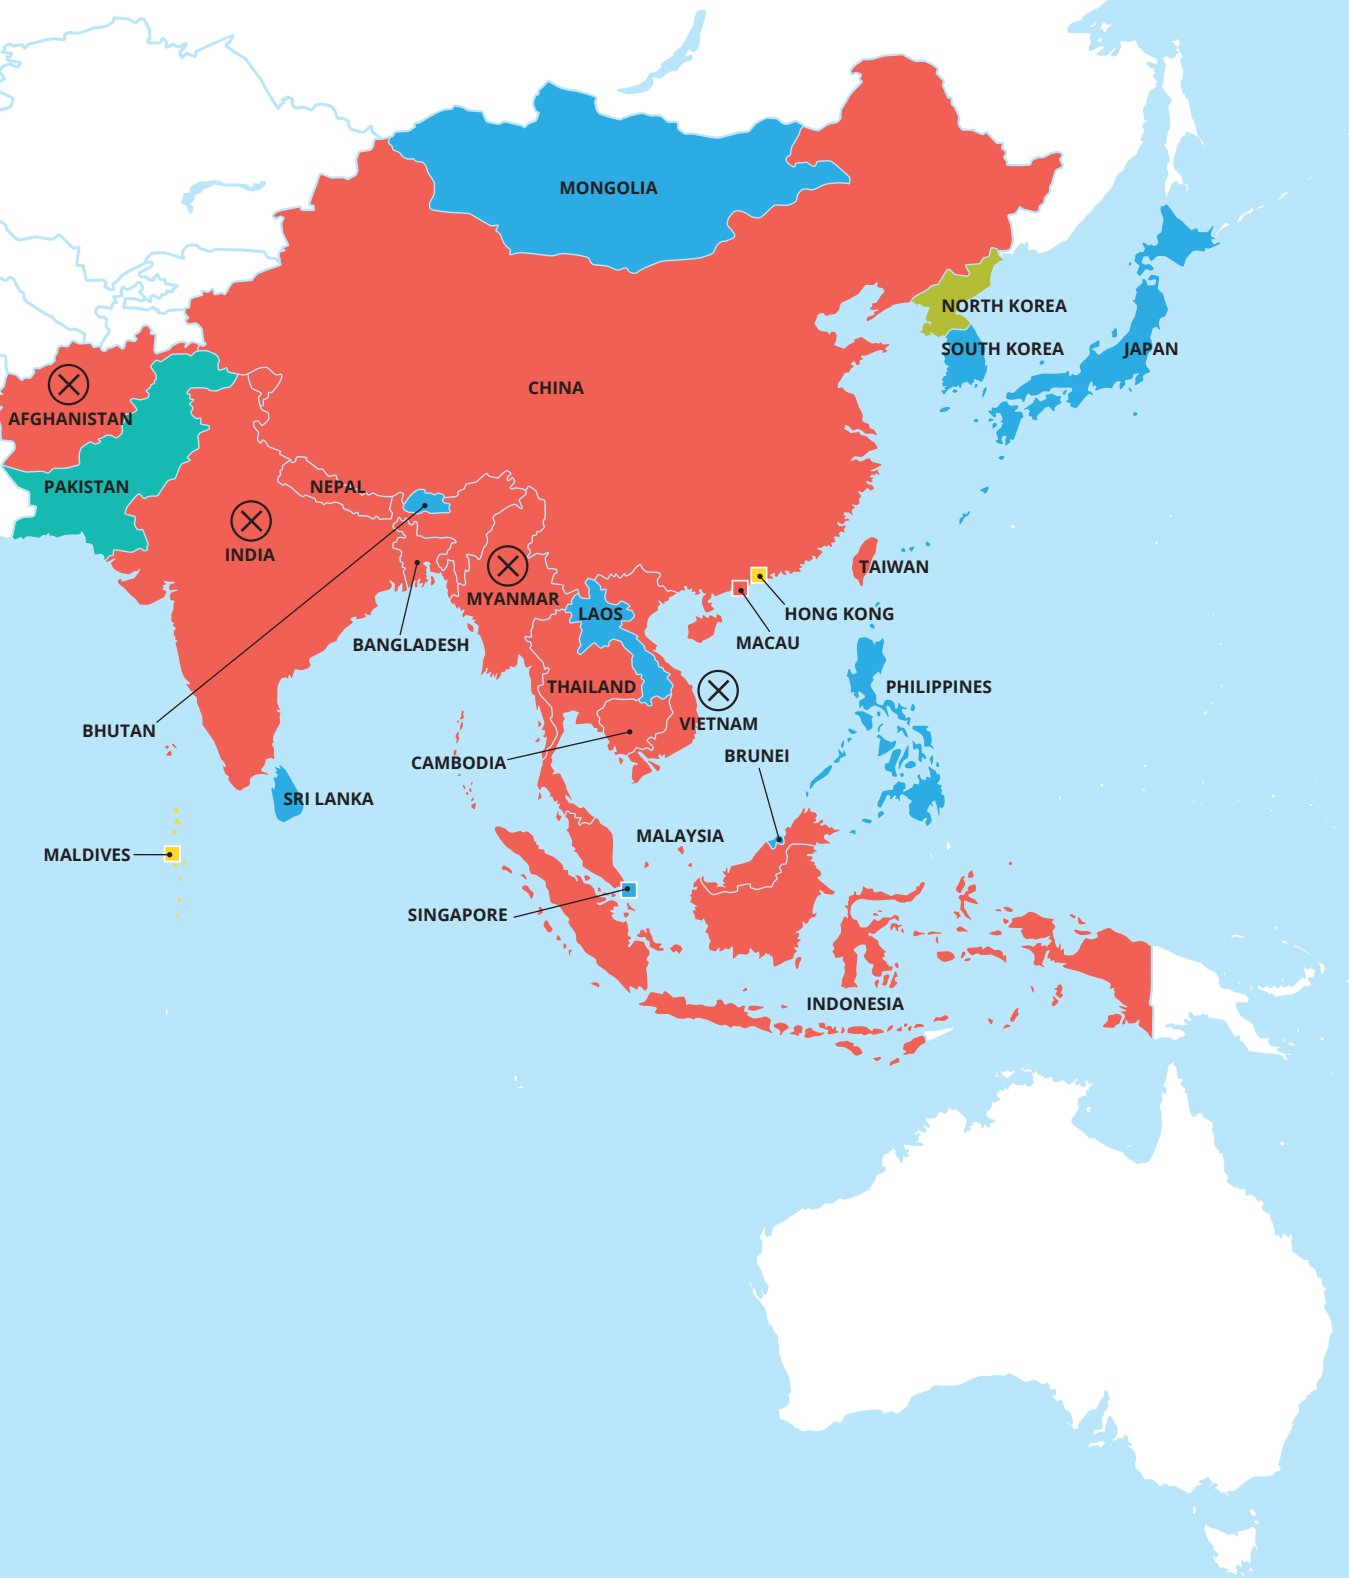 MONGOLIA
NORTH KOREA
SOUTH KOREA
JAPAN
CHINA
AFGHANISTAN
PAKISTAN
NEPAL
INDIA
TAIWAN
MYANMAR
LAOS
HONG KONG
BANGLADESH
MACAU
THAILAND
PHILIPPINES
VIETNAM
BHUTAN
BRUNEI
CAMBODIA
SRI LANKA
MALAYSIA
MALDIVES
SINGAPORE
INDONESIA